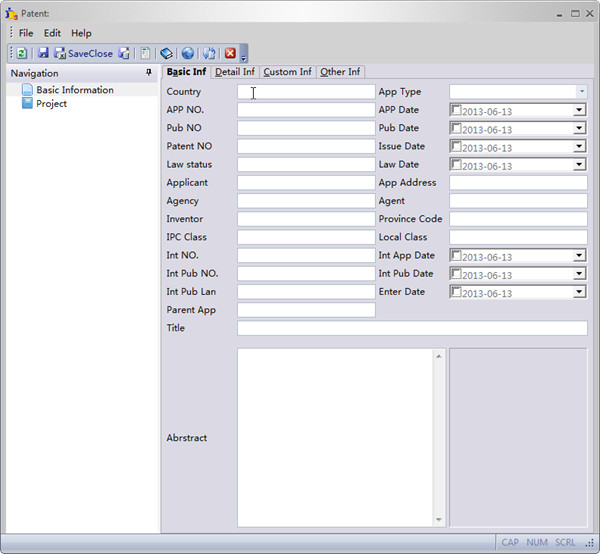 Patent:
File Edit Help
SaveClose
Navigation
Basic Information
Project
Basic Inf Detail Inf Custom Inf Other Inf
Country App Type
APP NO. APP Date 2013-06-13
Pub NO Pub Date 2013-06-13
Patent NO Issue Date 2013-06-13
Law status Law Date 2013-06-13
Applicant App Address
Agency Agent
Inventor Province Code
IPC Class Local Class
Int NO. Int App Date 2013-06-13
Int Pub NO. Int Pub Date 2013-06-13
Int Pub Lan Enter Date 2013-06-13
Parent App
Title
Abrstract
CAP NUM SCRL